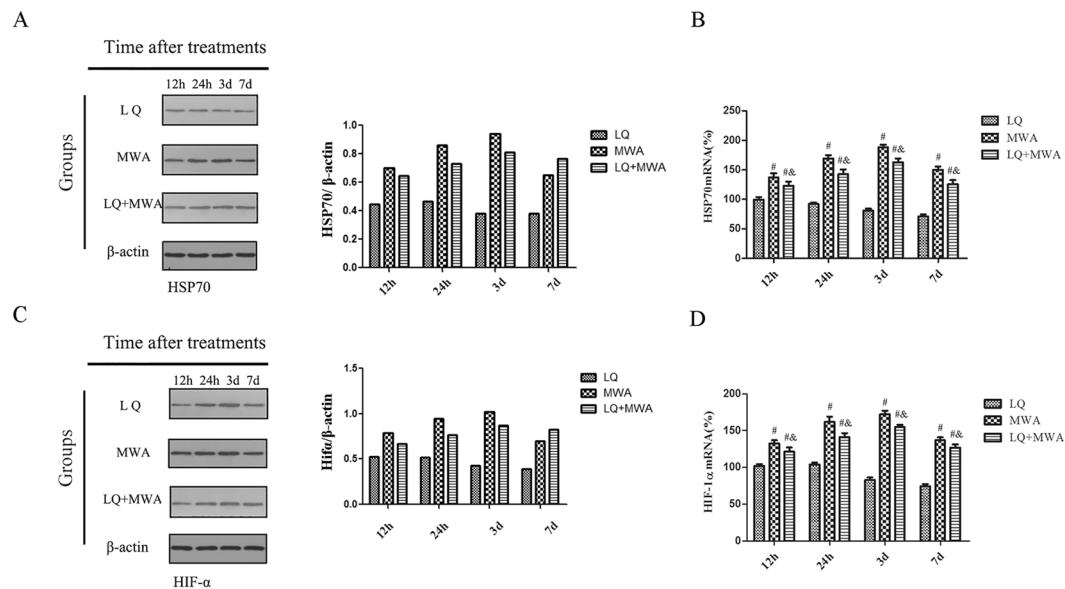 A
Time after treatments
12h 24h 3d 7d
Groups
L Q
MWA
LQ+MWA
β-actin
HSP70
HSP70/ β-actin
1.0
0.8
0.6
0.4
0.2
0.0
12h
24h
3d
7d
LQ
MWA
LQ+MWA
B
HSP70mRNA(%)
250
200
150
100
50
0
#
#&
#
#&
#
#&
#
#&
12h
24h
3d
7d
LQ
MWA
LQ+MWA
C
Time after treatments
12h 24h 3d 7d
Groups
L Q
MWA
LQ+MWA
β-actin
HIF-α
Hifα/β-actin
1.5
1.0
0.5
0.0
12h
24h
3d
7d
LQ
MWA
LQ+MWA
D
HIF-1α mRNA(%)
200
150
100
50
0
#
#&
#
#&
#
#&
#
#&
12h
24h
3d
7d
LQ
MWA
LQ+MWA